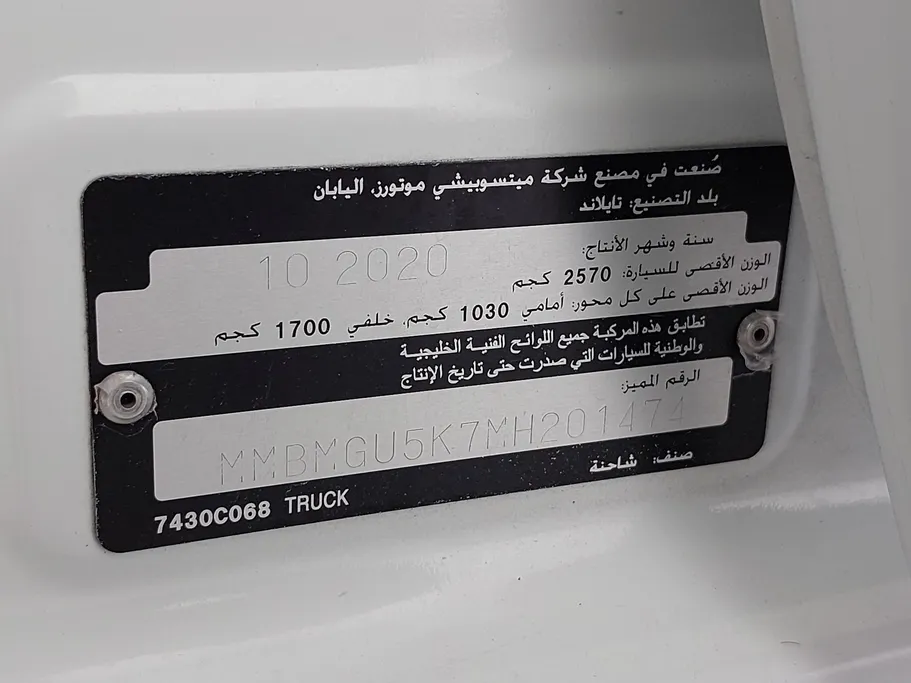 صُنعت في مصنع شركة ميتسوبيشي موتورز، اليابان
بلد التصنيع: تايلاند
سنة وشهر الأنتاج: 10 2020
الوزن الأقصى للسيارة: 2570 كجم
الوزن الأقصى على كل محور: أمامي 1030 كجم، خلفي 1700 كجم
تطابق هذه المركبة جميع اللوائح الفنية الخليجية
والوطنية للسيارات التي صدرت حتى تاريخ الإنتاج
الرقم المميز:
MMBMGU5K7MH201474
صنف: شاحنة
7430C068 TRUCK